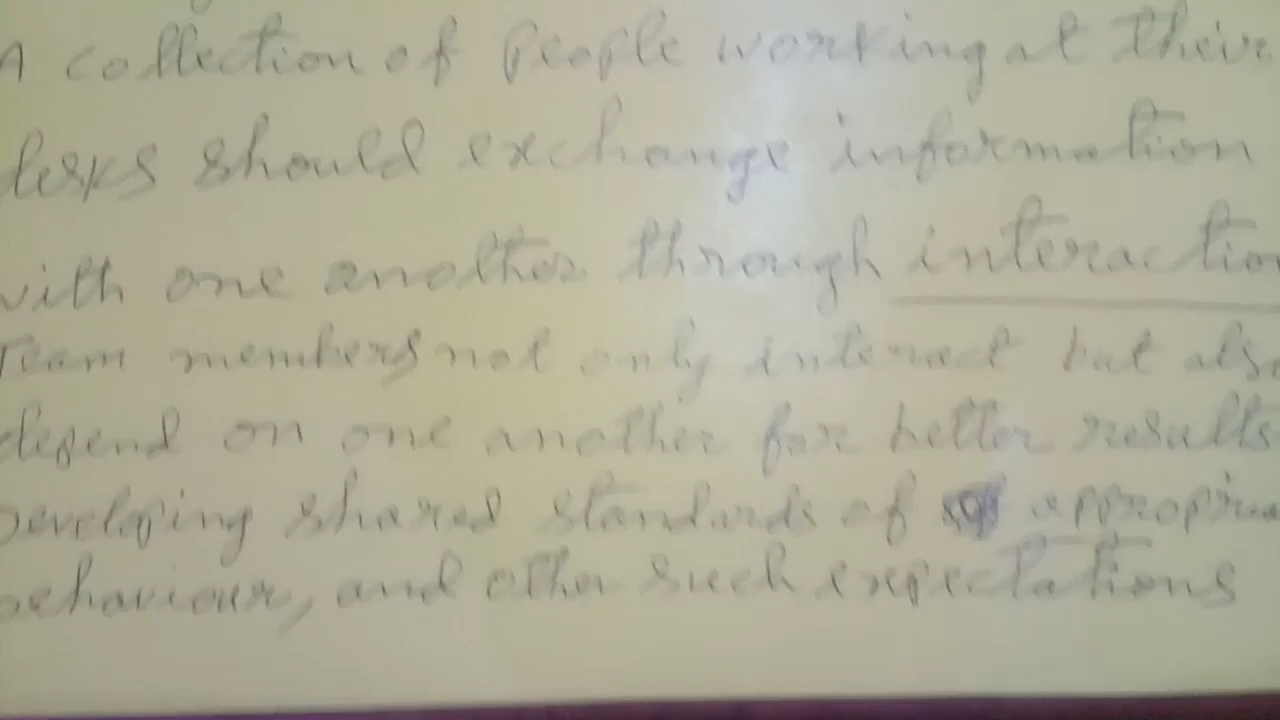 A collection of People working at their
desks should exchange information
with one another through interaction
Team members not only interact but also
depend on one another for better results
Developing shared standards of appropria
behaviour, and other such expectations